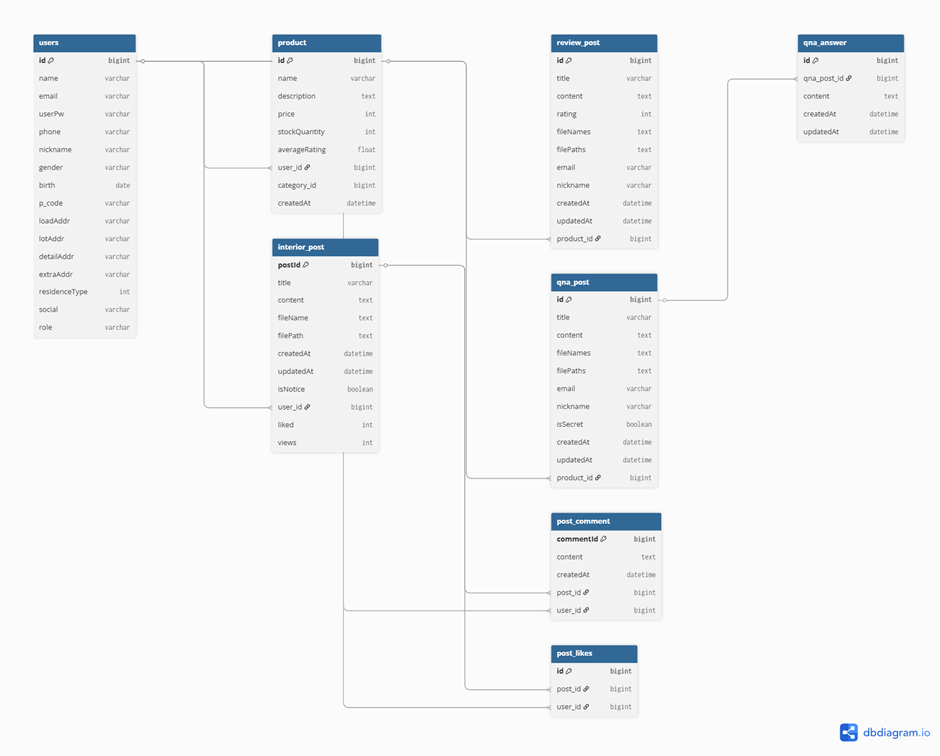 users
id bigint
name varchar
email varchar
userPw varchar
phone varchar
nickname varchar
gender varchar
birth date
p_code varchar
loadAddr varchar
lotAddr varchar
detailAddr varchar
extraAddr varchar
residenceType int
social varchar
role varchar
product
id bigint
name varchar
description text
price int
stockQuantity int
averageRating float
user_id bigint
category_id bigint
createdAt datetime
interior_post
postId bigint
title varchar
content text
fileName text
filePath text
createdAt datetime
updatedAt datetime
isNotice boolean
user_id bigint
liked int
views int
review_post
id bigint
title varchar
content text
rating int
fileNames text
filePaths text
email varchar
nickname varchar
createdAt datetime
updatedAt datetime
product_id bigint
qna_post
id bigint
title varchar
content text
fileNames text
filePaths text
email varchar
nickname varchar
isSecret boolean
createdAt datetime
updatedAt datetime
product_id bigint
post_comment
commentId bigint
content text
createdAt datetime
post_id bigint
user_id bigint
post_likes
id bigint
post_id bigint
user_id bigint
qna_answer
id bigint
qna_post_id bigint
content text
createdAt datetime
updatedAt datetime
dbdiagram.io